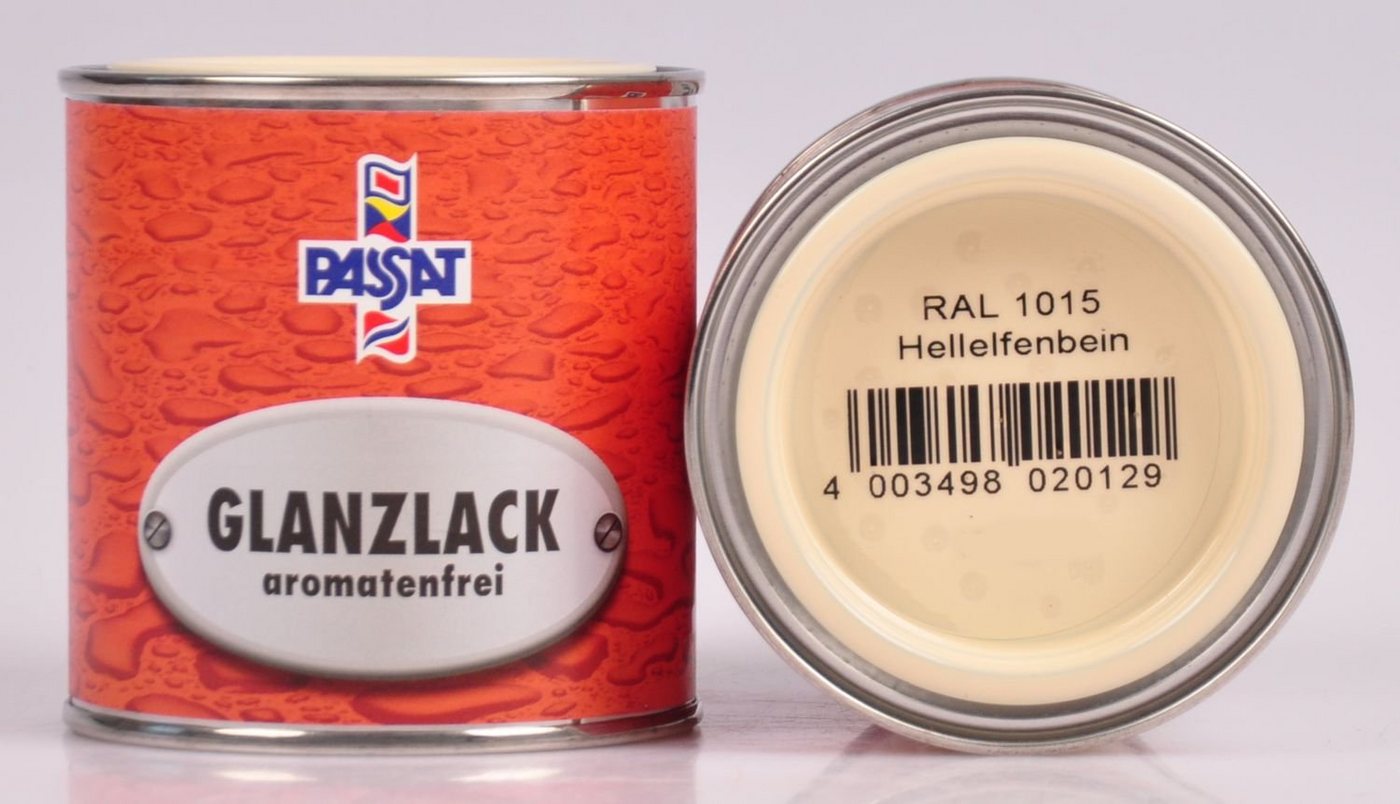 PASSAT
GLANZLACK
aromatenfrei
RAL 1015
Hellelfenbein
4 003498 020129